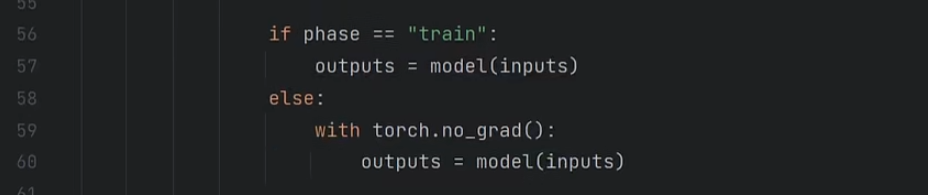 55
56 if phase == "train":
57 outputs = model(inputs)
58 else:
59 with torch.no_grad():
60 outputs = model(inputs)
61